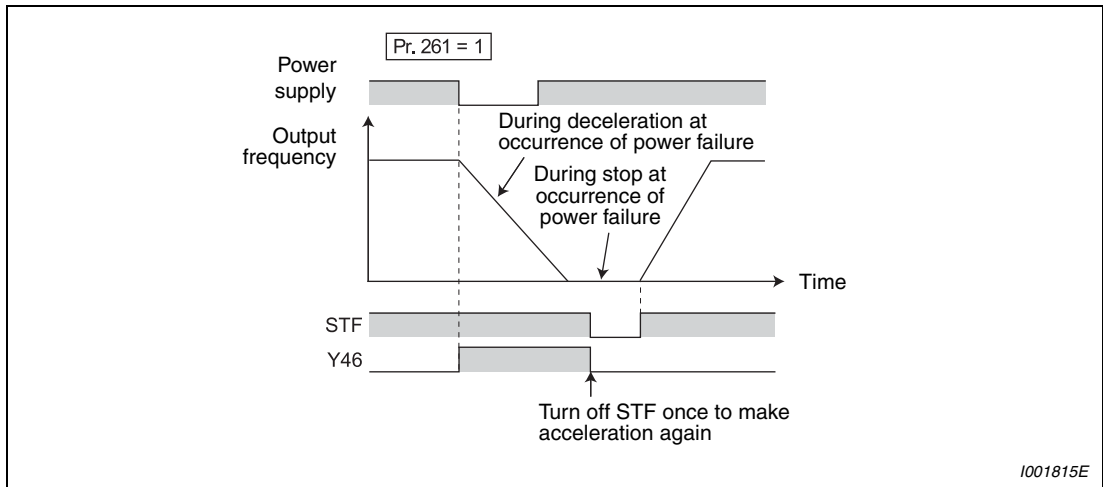 Pr. 261 = 1
Power
supply
During deceleration at
occurrence of power failure
Output
frequency
During stop at
occurrence of
power failure
Time
STF
Y46
Turn off STF once to make
acceleration again
I001815E